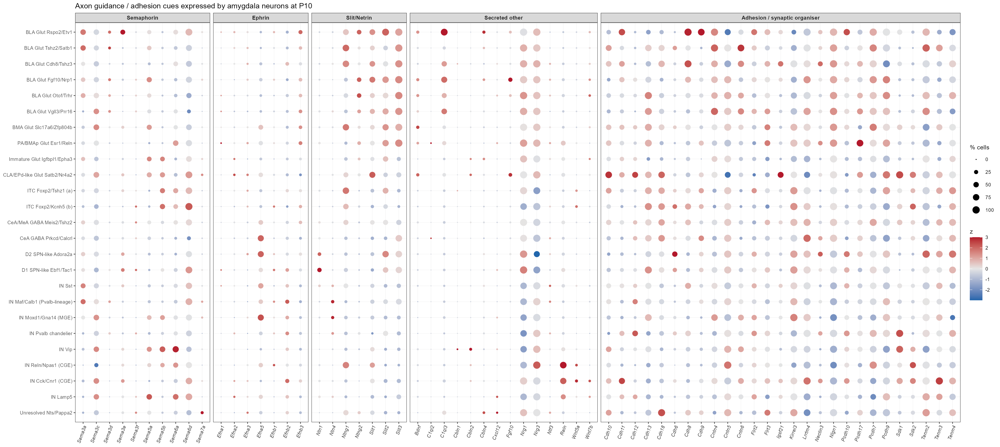 Axon guidance / adhesion cues expressed by amygdala neurons at P10
Semaphorin
Ephrin
Slit/Netrin
Secreted other
Adhesion / synaptic organiser
BLA Glut Rspo2/Etv1
BLA Glut Tshz2/Satb1
BLA Glut Cdh8/Tshz3
BLA Glut Fgf10/Nrp1
BLA Glut Otof/Trhr
BLA Glut Vgll3/Prr16
BMA Glut Slc17a6/Zfp804b
PA/BMAp Glut Esr1/Reln
Immature Glut Igfbpl1/Epha3
CLA/EPd-like Glut Satb2/Nr4a2
ITC Foxp2/Tshz1 (a)
ITC Foxp2/Kcnh5 (b)
CeA/MeA GABA Meis2/Tshz2
CeA GABA Prkcd/Calcrl
D2 SPN-like Adora2a
D1 SPN-like Ebf1/Tac1
IN Sst
IN Maf/Calb1 (Pvalb-lineage)
IN Moxd1/Gna14 (MGE)
IN Pvalb chandelier
IN Vip
IN Reln/Npas1 (CGE)
IN Cck/Cnr1 (CGE)
IN Lamp5
Unresolved Nts/Pappa2
Sema3a
Sema3c
Sema3d
Sema3e
Sema3f
Sema5a
Sema5b
Sema6a
Sema6d
Sema7a
Efna1
Efna2
Efna3
Efna5
Efnb1
Efnb2
Efnb3
Ntn1
Ntn4
Ntng1
Ntng2
Slit1
Slit2
Slit3
Bdnf
C1ql2
C1ql3
Cbln1
Cbln2
Cbln4
Cxcl12
Fgf10
Nrg1
Nrg3
Ntf3
Reln
Wnt5a
Wnt7b
Cdh10
Cdh11
Cdh12
Cdh13
Cdh18
Cdh6
Cdh8
Cdh9
Cntn4
Cntn5
Cntn6
Flrt2
Flrt3
Igsf21
Kirrel3
Lrrtm4
Nectin3
Nlgn1
Pcdh10
Pcdh17
Pcdh7
Pcdh9
Sdk1
Sdk2
Tenm2
Tenm3
Tenm4
% cells
0
25
50
75
100
z
3
2
1
0
-1
-2